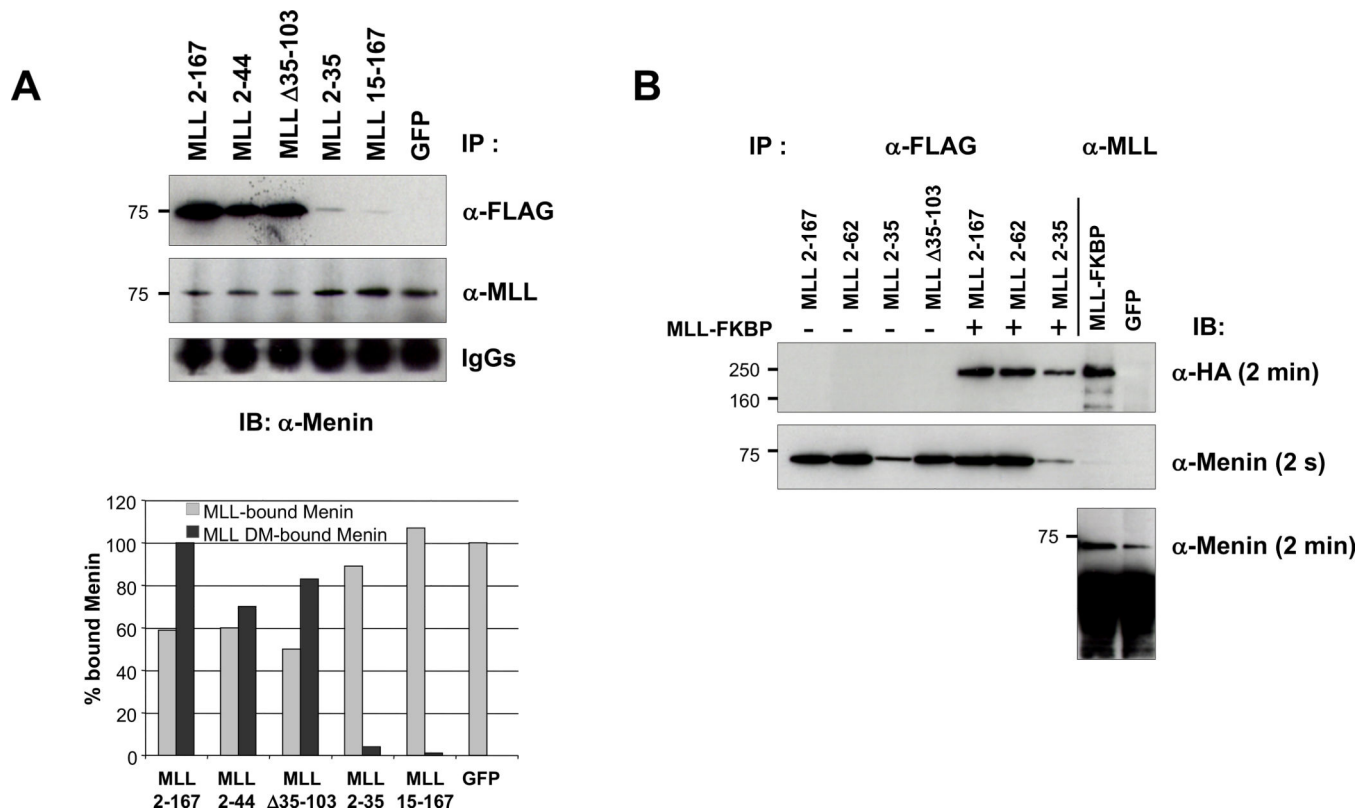 A
MLL 2-167
MLL 2-44
MLL Δ35-103
MLL 2-35
MLL 15-167
GFP
IP :
75
α-FLAG
75
α-MLL
IgGs
IB: α-Menin
% bound Menin
120
100
80
60
40
20
0
MLL-bound Menin
MLL DM-bound Menin
MLL 2-167
MLL 2-44
MLL Δ35-103
MLL 2-35
MLL 15-167
GFP
B
IP : α-FLAG α-MLL
MLL 2-167
MLL 2-62
MLL 2-35
MLL Δ35-103
MLL 2-167
MLL 2-62
MLL 2-35
MLL-FKBP
GFP
MLL-FKBP - - - - + + + IB:
250
160
α-HA (2 min)
75
α-Menin (2 s)
75
α-Menin (2 min)